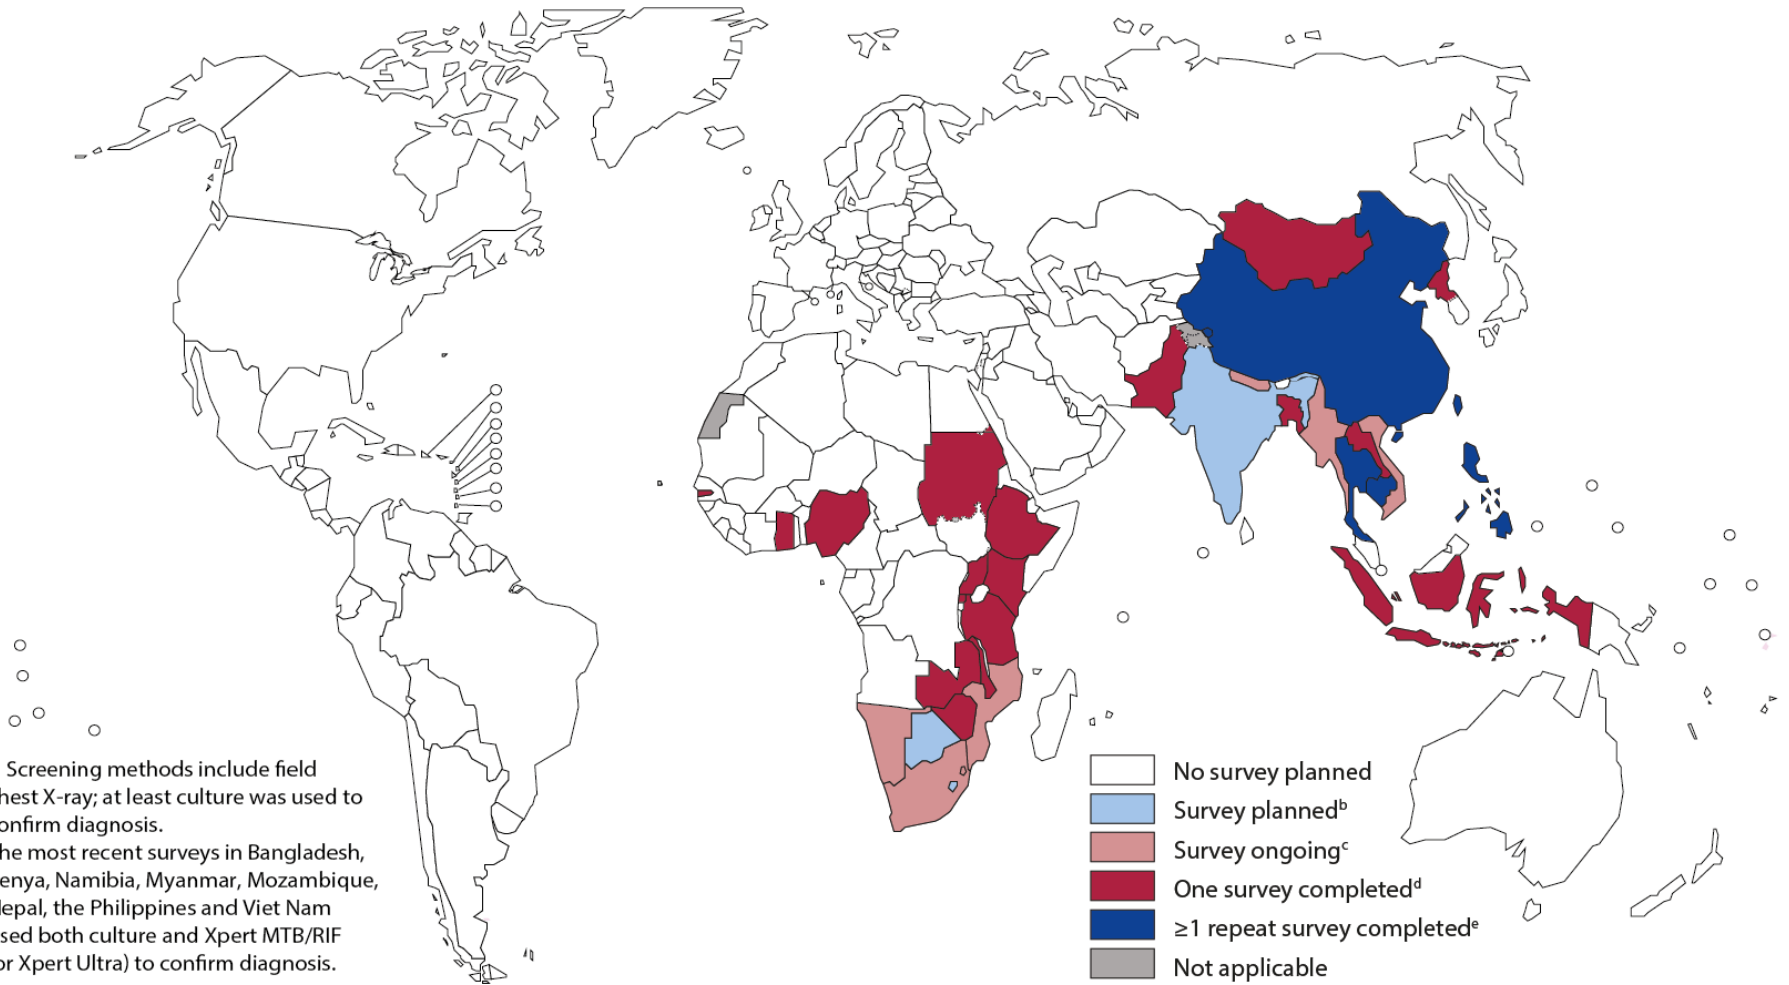 Screening methods include field
hest X-ray; at least culture was used to
onfirm diagnosis.
he most recent surveys in Bangladesh,
enya, Namibia, Myanmar, Mozambique,
epal, the Philippines and Viet Nam
sed both culture and Xpert MTB/RIF
or Xpert Ultra) to confirm diagnosis.
No survey planned
Survey plannedᵇ
Survey ongoingᶜ
One survey completedᵈ
≥1 repeat survey completedᵉ
Not applicable